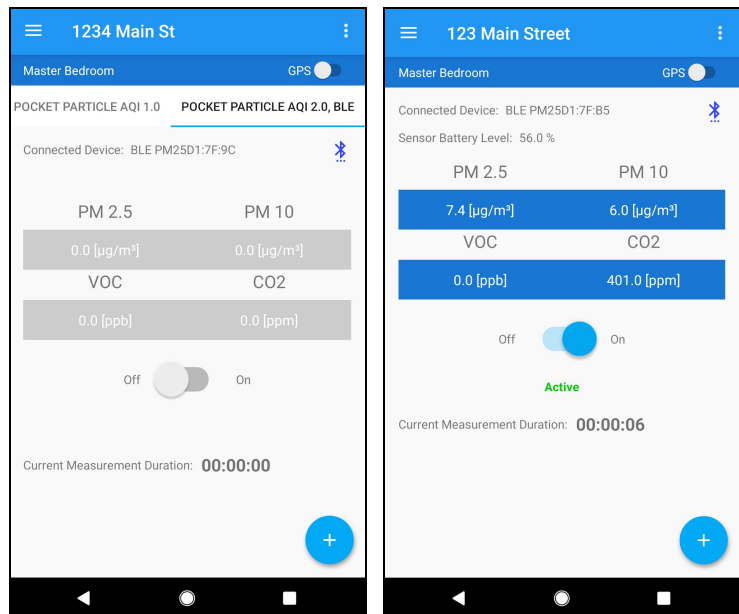 1234 Main St
Master Bedroom GPS
POCKET PARTICLE AQI 1.0 POCKET PARTICLE AQI 2.0, BLE
Connected Device: BLE PM25D1:7F:9C
PM 2.5 PM 10
0.0 [µg/m³] 0.0 [µg/m³]
VOC CO2
0.0 [ppb] 0.0 [ppm]
Off On
Current Measurement Duration: 00:00:00
+
123 Main Street
Master Bedroom GPS
Connected Device: BLE PM25D1:7F:B5
Sensor Battery Level: 56.0 %
PM 2.5 PM 10
7.4 [µg/m³] 6.0 [µg/m³]
VOC CO2
0.0 [ppb] 401.0 [ppm]
Off On
Active
Current Measurement Duration: 00:00:06
+